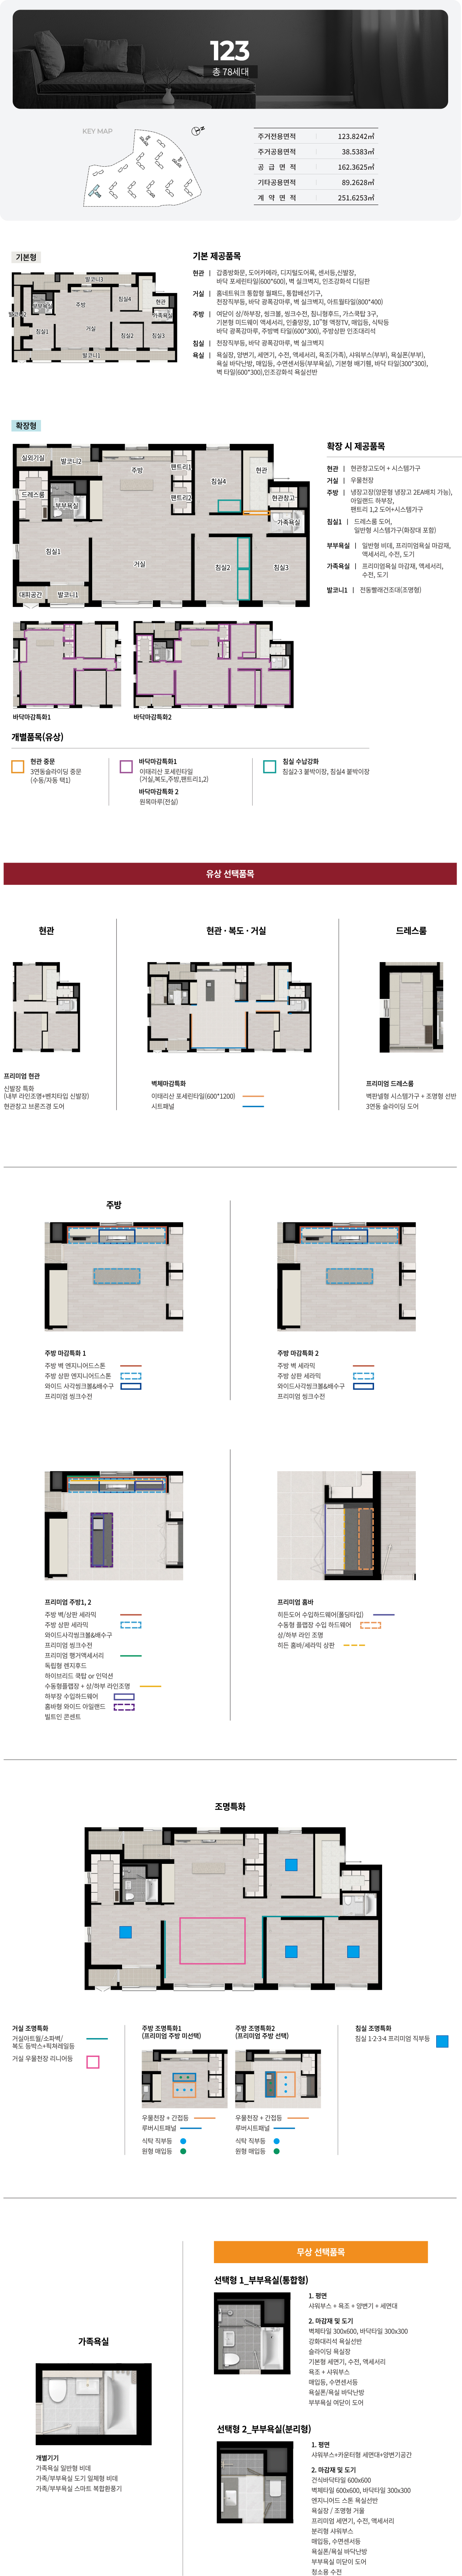 123
총 78세대
KEY MAP
주거전용면적 123.8242㎡
주거공용면적 38.5383㎡
공 급 면 적 162.3625㎡
기타공용면적 89.2628㎡
계 약 면 적 251.6253㎡
기본형
발코니3
부부욕실
주방
침실4
현관
가족욕실
침실1
거실
침실2
침실3
발코니1
기본 제공품목
현관 | 갑종방화문, 도어카메라, 디지털도어록, 센서등,신발장,
바닥 포세린타일(600*600), 벽 실크벽지, 인조강화석 디딤판
거실 | 홈네트워크 통합형 월패드, 통합배선기구,
천장직부등, 바닥 광폭강마루, 벽 실크벽지, 아트월타일(800*400)
주방 | 여닫이 상/하부장, 씽크볼, 씽크수전, 침니형후드, 가스쿡탑 3구,
기본형 미드웨이 액세서리, 인출망장, 10"형 액정TV, 매입등, 식탁등
바닥 광폭강마루, 주방벽 타일(600*300), 주방상판 인조대리석
침실 | 천장직부등, 바닥 광폭강마루, 벽 실크벽지
욕실 | 욕실장, 양변기, 세면기, 수전, 액세서리, 욕조(가족), 샤워부스(부부), 욕실폰(부부),
욕실 바닥난방, 매입등, 수면센서등(부부욕실), 기본형 배기휀, 바닥 타일(300*300),
벽 타일(600*300),인조강화석 욕실선반
확장형
실외기실
발코니2
주방
팬트리1
침실4
현관
드레스룸
부부욕실
팬트리2
현관창고
가족욕실
침실1
거실
침실2
침실3
대피공간
발코니1
확장 시 제공품목
현관 | 현관창고도어 + 시스템가구
거실 | 우물천장
주방 | 냉장고장(양문형 냉장고 2EA배치 가능),
아일랜드 하부장,
팬트리 1,2 도어+시스템가구
침실1 | 드레스룸 도어,
일반형 시스템가구(화장대 포함)
부부욕실 | 일반형 비데, 프리미엄욕실 마감재,
액세서리, 수전, 도기
가족욕실 | 프리미엄욕실 마감재, 액세서리,
수전, 도기
발코니1 | 전동빨래건조대(조명형)
바닥마감특화1
바닥마감특화2
개별품목(유상)
현관 중문
3연동슬라이딩 중문
(수동/자동 택1)
바닥마감특화1
이태리산 포세린타일
(거실,복도,주방,팬트리1,2)
바닥마감특화 2
원목마루(전실)
침실 수납강화
침실2·3 붙박이장, 침실4 붙박이장
유상 선택품목
현관
현관 · 복도 · 거실
드레스룸
프리미엄 현관
신발장 특화
(내부 라인조명+벤치타입 신발장)
현관창고 브론즈경 도어
벽체마감특화
이태리산 포세린타일(600*1200)
시트패널
프리미엄 드레스룸
벽판넬형 시스템가구 + 조명형 선반
3연동 슬라이딩 도어
주방
주방 마감특화 1
주방 벽 엔지니어드스톤
주방 상판 엔지니어드스톤
와이드 사각씽크볼&배수구
프리미엄 씽크수전
주방 마감특화 2
주방 벽 세라믹
주방 상판 세라믹
와이드사각씽크볼&배수구
프리미엄 씽크수전
프리미엄 주방1, 2
주방 벽/상판 세라믹
주방 상판 세라믹
와이드사각씽크볼&배수구
프리미엄 씽크수전
프리미엄 행거액세서리
독립형 렌지후드
하이브리드 쿡탑 or 인덕션
수동형플랩장 + 상/하부 라인조명
하부장 수입하드웨어
홈바형 와이드 아일랜드
빌트인 콘센트
프리미엄 홈바
히든도어 수입하드웨어(폴딩타입)
수동형 플랩장 수입 하드웨어
상/하부 라인 조명
히든 홈바/세라믹 상판
조명특화
거실 조명특화
거실아트월/소파벽/
복도 등박스+픽쳐레일등
거실 우물천장 리니어등
주방 조명특화1
(프리미엄 주방 미선택)
우물천장 + 간접등
루버시트패널
식탁 직부등
원형 매입등
주방 조명특화2
(프리미엄 주방 선택)
우물천장 + 간접등
루버시트패널
식탁 직부등
원형 매입등
침실 조명특화
침실 1·2·3·4 프리미엄 직부등
가족욕실
개별기기
가족욕실 일반형 비데
가족/부부욕실 도기 일체형 비데
가족/부부욕실 스마트 복합환풍기
무상 선택품목
선택형 1_부부욕실(통합형)
1. 평면
샤워부스 + 욕조 + 양변기 + 세면대
2. 마감재 및 도기
벽체타일 300x600, 바닥타일 300x300
강화대리석 욕실선반
슬라이딩 욕실장
기본형 세면기, 수전, 액세서리
욕조 + 샤워부스
매입등, 수면센서등
욕실폰/욕실 바닥난방
부부욕실 여닫이 도어
선택형 2_부부욕실(분리형)
1. 평면
샤워부스+카운터형 세면대+양변기공간
2. 마감재 및 도기
건식바닥타일 600x600
벽체타일 600x600, 바닥타일 300x300
엔지니어드 스톤 욕실선반
욕실장 / 조명형 거울
프리미엄 세면기, 수전, 액세서리
분리형 샤워부스
매입등, 수면센서등
욕실폰/욕실 바닥난방
부부욕실 미닫이 도어
청소용 수전